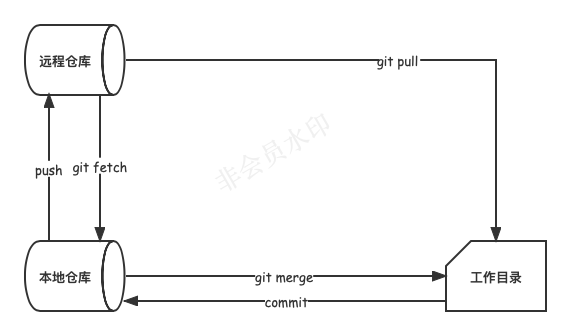 远程仓库
git pull
非会员水印
push
git fetch
本地仓库
git merge
工作目录
commit